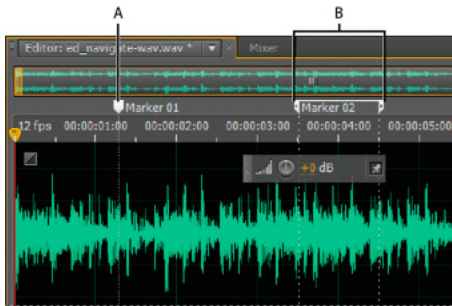 A
B
Editor: ed_navigate-wav.wav *
Mixer
Marker 01
Marker 02
12 fps 00:00:01:00 00:00:02:00 00:00:03:00 00:00:04:00 00:00:05:00
+0 dB